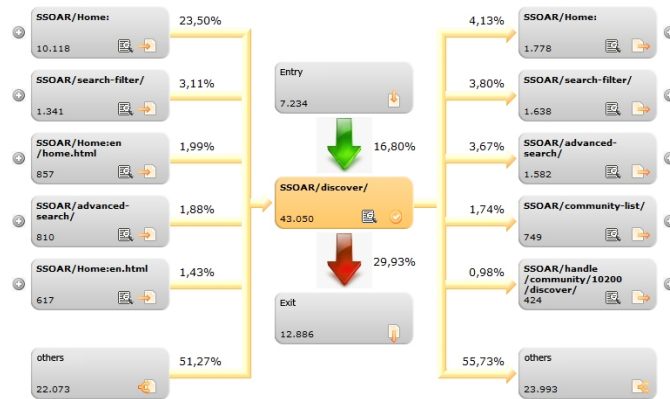 SSOAR/Home:
10.118
23,50%
SSOAR/search-filter/
1.341
3,11%
SSOAR/Home:en
/home.html
857
1,99%
SSOAR/advanced-
search/
810
1,88%
SSOAR/Home:en.html
617
1,43%
others
22.073
51,27%
Entry
7.234
16,80%
SSOAR/discover/
43.050
29,93%
Exit
12.886
4,13%
SSOAR/Home:
1.778
3,80%
SSOAR/search-filter/
1.638
3,67%
SSOAR/advanced-
search/
1.582
1,74%
SSOAR/community-list/
749
0,98%
SSOAR/handle
/community/10200
/discover/
424
55,73%
others
23.993